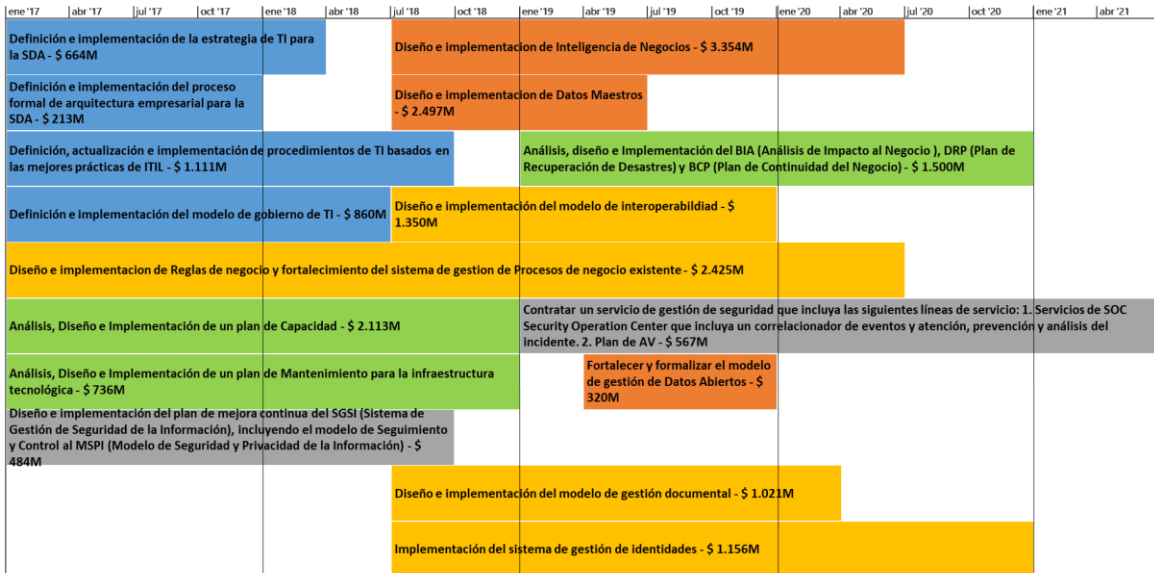 ene '17
abr '17
jul '17
oct '17
ene '18
abr '18
jul '18
oct '18
ene '19
abr '19
jul '19
oct '19
ene '20
abr '20
jul '20
oct '20
ene '21
abr '21
Definición e implementación de la estrategia de TI para
la SDA - $ 664M
Diseño e implementacion de Inteligencia de Negocios - $ 3.354M
Definición e implementación del proceso
formal de arquitectura empresarial para la
SDA - $ 213M
Diseño e implementacion de Datos Maestros
- $ 2.497M
Definición, actualización e implementación de procedimientos de TI basados en
las mejores prácticas de ITIL - $ 1.111M
Análisis, diseño e Implementación del BIA (Análisis de Impacto al Negocio ), DRP (Plan de
Recuperación de Desastres) y BCP (Plan de Continuidad del Negocio) - $ 1.500M
Definición e implementación del modelo de gobierno de TI - $ 860M
Diseño e implementación del modelo de interoperabildiad - $
1.350M
Diseño e implementacion de Reglas de negocio y fortalecimiento del sistema de gestion de Procesos de negocio existente - $ 2.425M
Análisis, Diseño e Implementación de un plan de Capacidad - $ 2.113M
Contratar un servicio de gestión de seguridad que incluya las siguientes líneas de servicio: 1. Servicios de SOC
Security Operation Center que incluya un correlacionador de eventos y atención, prevención y análisis del
incidente. 2. Plan de AV - $ 567M
Análisis, Diseño e Implementación de un plan de Mantenimiento para la infraestructura
tecnológica - $ 736M
Fortalecer y formalizar el modelo
de gestión de Datos Abiertos - $
320M
Diseño e implementación del plan de mejora continua del SGSI (Sistema de
Gestión de Seguridad de la Información), incluyendo el modelo de Seguimiento
y Control al MSPI (Modelo de Seguridad y Privacidad de la Información) - $
484M
Diseño e implementación del modelo de gestión documental - $ 1.021M
Implementación del sistema de gestión de identidades - $ 1.156M